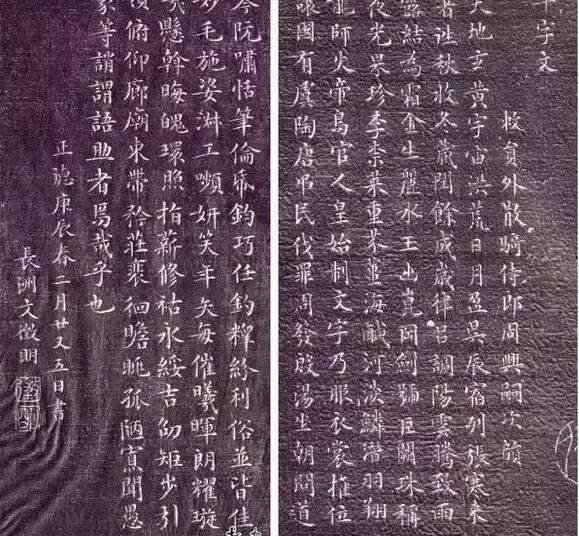 千字文
敕員外散騎侍郎周興嗣次韻
天地玄黃宇宙洪荒日月盈昃辰宿列張寒來
暑往秋收冬藏閏餘成歲律呂調陽雲騰致雨
露結為霜金生麗水玉出崑岡劍號巨闕珠稱
夜光果珍李柰菜重芥薑海鹹河淡鱗潛羽翔
龍師火帝鳥官人皇始制文字乃服衣裳推位
讓國有虞陶唐弔民伐罪周發殷湯坐朝問道
琴阮嘯恬筆倫紙鈞巧任釣釋紛利俗並皆佳
妙毛施姿淑工嚬妍笑年矢每催曦暉朗耀璇
璣懸斡晦魄環照指薪修祜永綏吉劭矩步引
領俯仰廊廟束帶矜莊裵徊瞻眺孤陋寡聞愚
蒙等誚謂語助者焉哉乎也
正德庚辰春二月廿又五日書
長洲文徵明